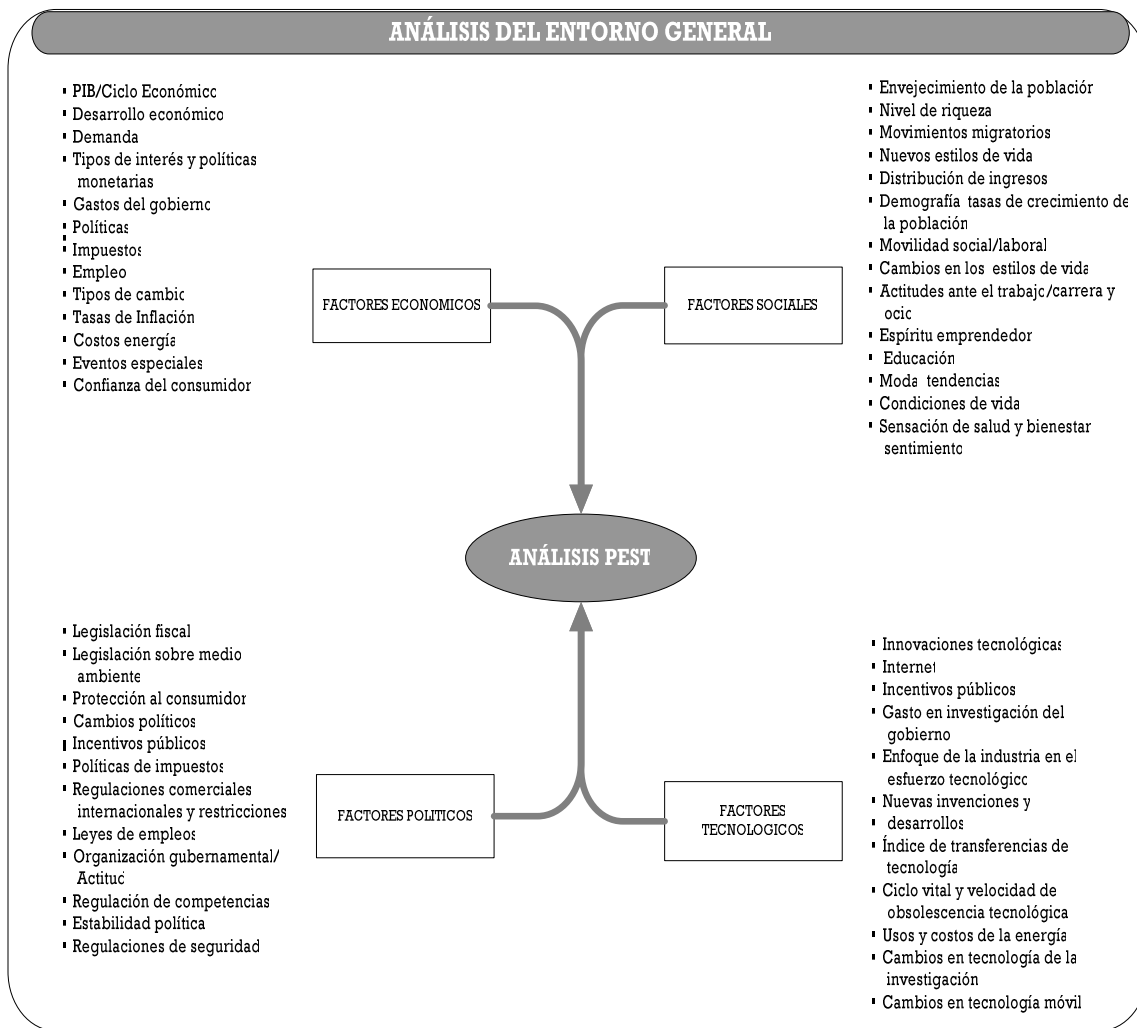 ANÁLISIS DEL ENTORNO GENERAL
▪ PIB/Ciclo Económico
▪ Desarrollo económico
▪ Demanda
▪ Tipos de interés y políticas
monetarias
▪ Gastos del gobierno
▪ Políticas
▪ Impuestos
▪ Empleo
▪ Tipos de cambio
▪ Tasas de Inflación
▪ Costos energía
▪ Eventos especiales
▪ Confianza del consumidor
FACTORES ECONOMICOS
FACTORES SOCIALES
▪ Envejecimiento de la población
▪ Nivel de riqueza
▪ Movimientos migratorios
▪ Nuevos estilos de vida
▪ Distribución de ingresos
▪ Demografía tasas de crecimiento de
la población
▪ Movilidad social/laboral
▪ Cambios en los estilos de vida
▪ Actitudes ante el trabajo/carrera y
ocio
▪ Espíritu emprendedor
▪ Educación
▪ Moda tendencias
▪ Condiciones de vida
▪ Sensación de salud y bienestar
sentimiento
ANÁLISIS PEST
▪ Legislación fiscal
▪ Legislación sobre medio
ambiente
▪ Protección al consumidor
▪ Cambios políticos
▪ Incentivos públicos
▪ Políticas de impuestos
▪ Regulaciones comerciales
internacionales y restricciones
▪ Leyes de empleos
▪ Organización gubernamental/
Actitud
▪ Regulación de competencias
▪ Estabilidad política
▪ Regulaciones de seguridad
FACTORES POLITICOS
FACTORES
TECNOLOGICOS
▪ Innovaciones tecnológicas
▪ Internet
▪ Incentivos públicos
▪ Gasto en investigación del
gobierno
▪ Enfoque de la industria en el
esfuerzo tecnológico
▪ Nuevas invenciones y
▪ desarrollos
▪ Índice de transferencias de
tecnología
▪ Ciclo vital y velocidad de
obsolescencia tecnológica
▪ Usos y costos de la energía
▪ Cambios en tecnología de la
investigación
▪ Cambios en tecnología móvil